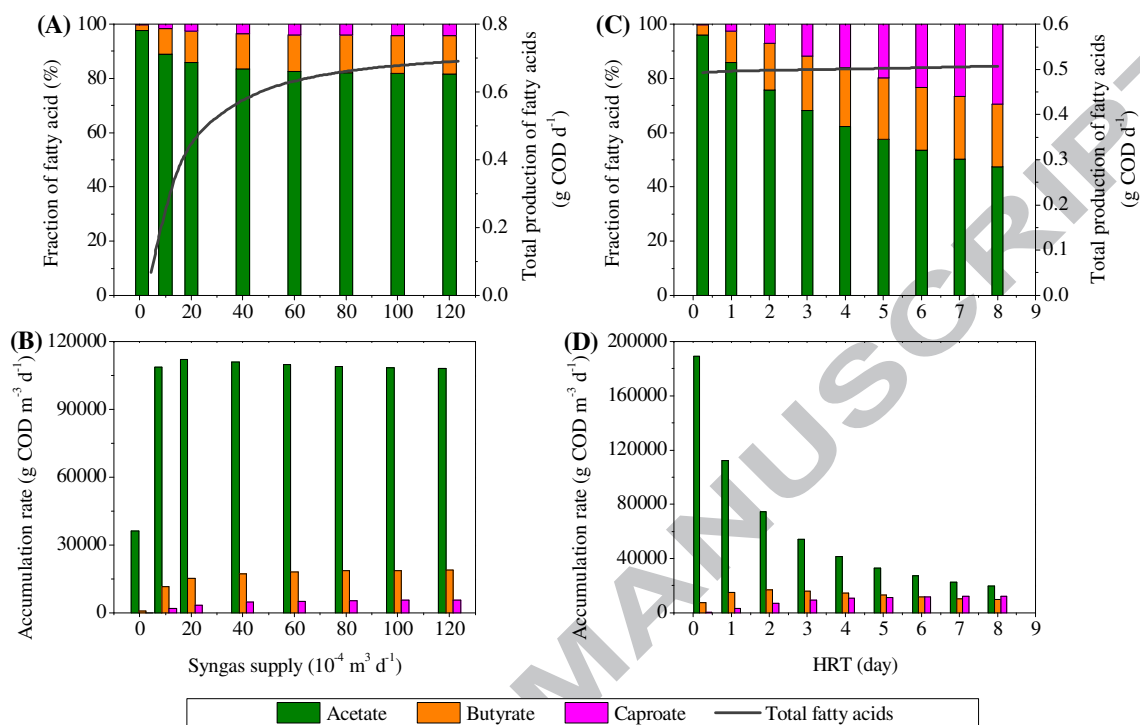 (A)
100
80
60
40
20
0
Fraction of fatty acid (%)
0.8
0.6
0.4
0.2
0.0
Total production of fatty acids
(g COD d⁻¹)
0 20 40 60 80 100 120
(C)
100
80
60
40
20
0
Fraction of fatty acid (%)
0.6
0.5
0.4
0.3
0.2
0.1
0.0
Total production of fatty acids
(g COD d⁻¹)
0 1 2 3 4 5 6 7 8 9
(B)
120000
90000
60000
30000
0
Accumulation rate (g COD m⁻³ d⁻¹)
0 20 40 60 80 100 120
Syngas supply (10⁻⁴ m³ d⁻¹)
(D)
200000
160000
120000
80000
40000
0
Accumulation rate (g COD m⁻³ d⁻¹)
0 1 2 3 4 5 6 7 8 9
HRT (day)
Acetate Butyrate Caproate Total fatty acids
MANUSCRIPT